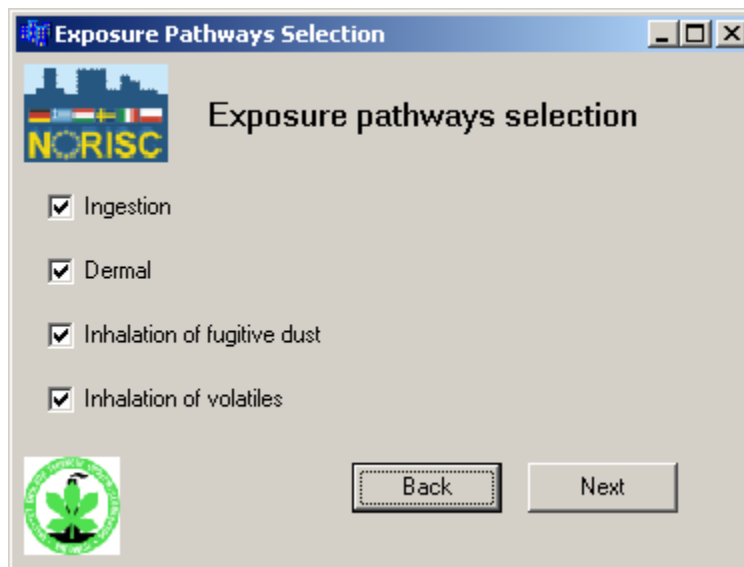 Exposure Pathways Selection
NORISC
Exposure pathways selection
Ingestion
Dermal
Inhalation of fugitive dust
Inhalation of volatiles
Back
Next